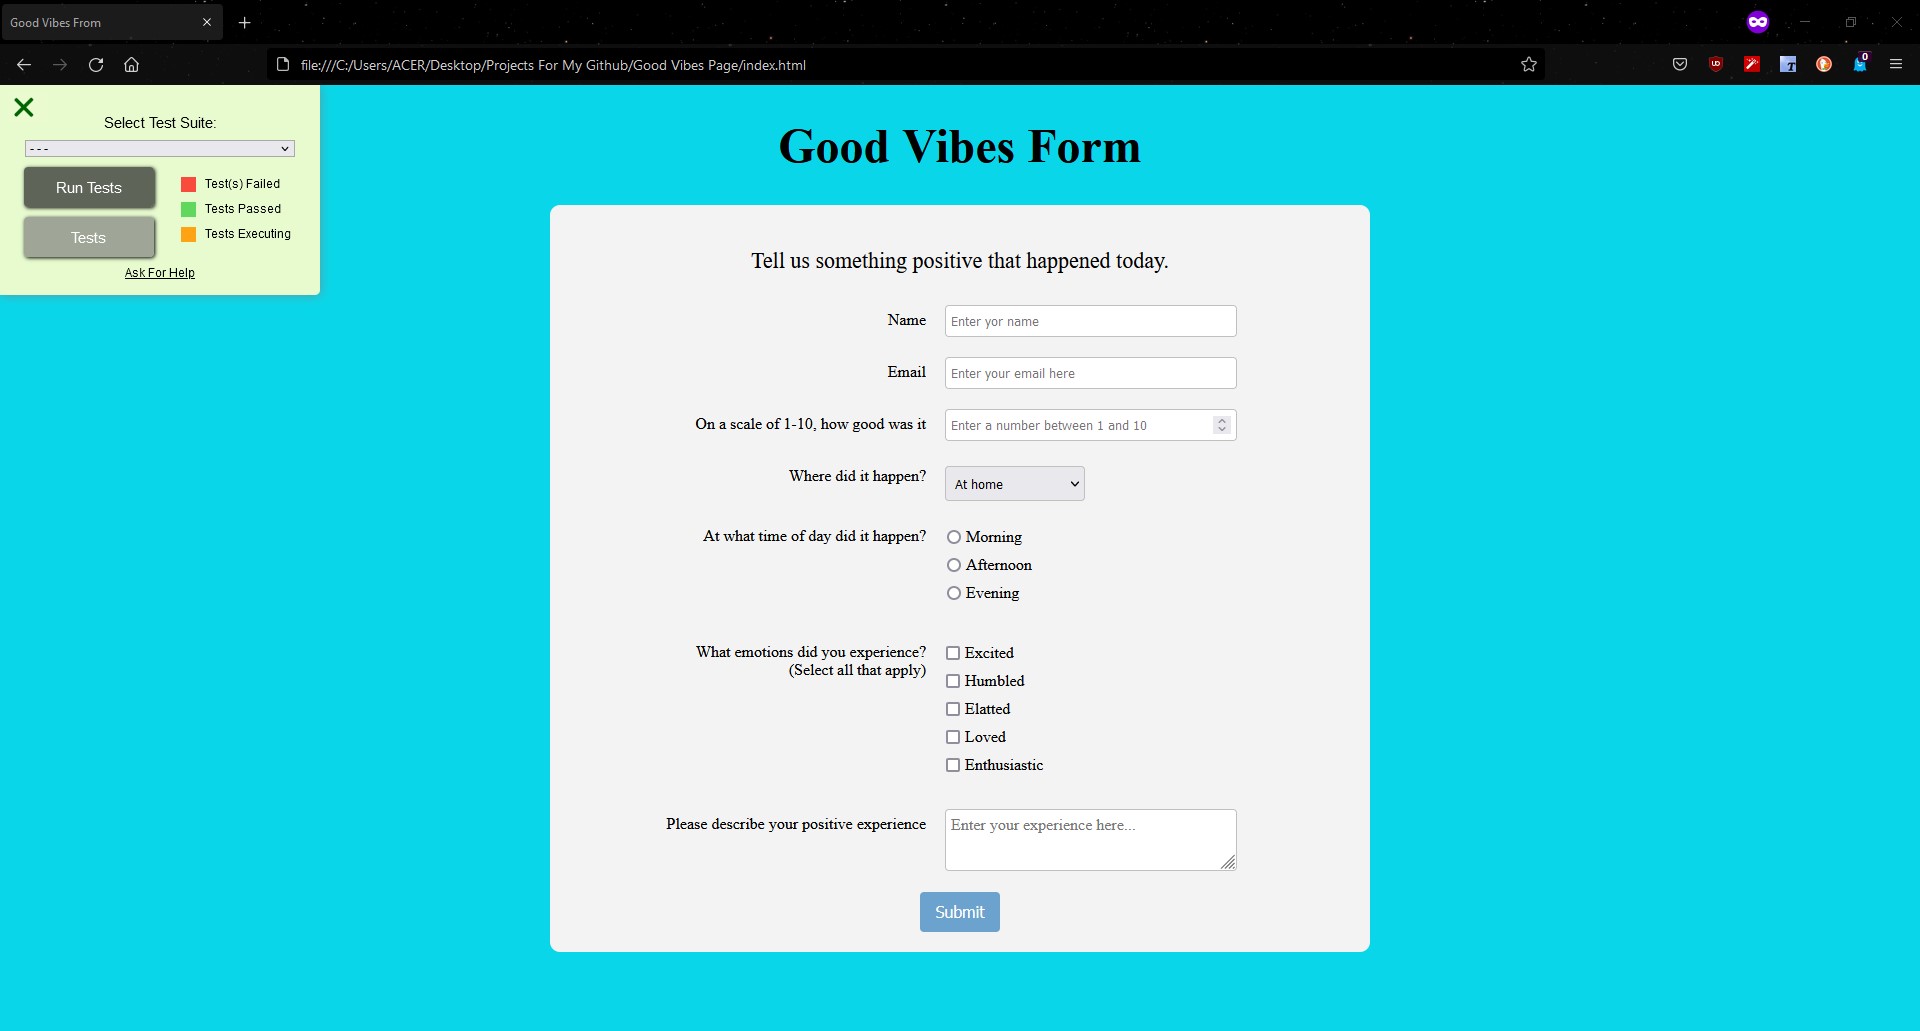 Good Vibes From
file:///C:/Users/ACER/Desktop/Projects For My Github/Good Vibes Page/index.html
0
Select Test Suite:
---
Run Tests
Test(s) Failed
Tests Passed
Tests
Tests Executing
Ask For Help
Good Vibes Form
Tell us something positive that happened today.
Name
Enter yor name
Email
Enter your email here
On a scale of 1-10, how good was it
Enter a number between 1 and 10
Where did it happen?
At home
At what time of day did it happen?
Morning
Afternoon
Evening
What emotions did you experience?
(Select all that apply)
Excited
Humbled
Elatted
Loved
Enthusiastic
Please describe your positive experience
Enter your experience here...
Submit